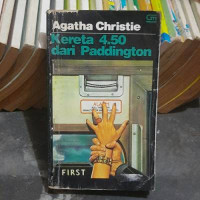 Agatha Christie
Kereta 4.50
dari Paddington
FIRST